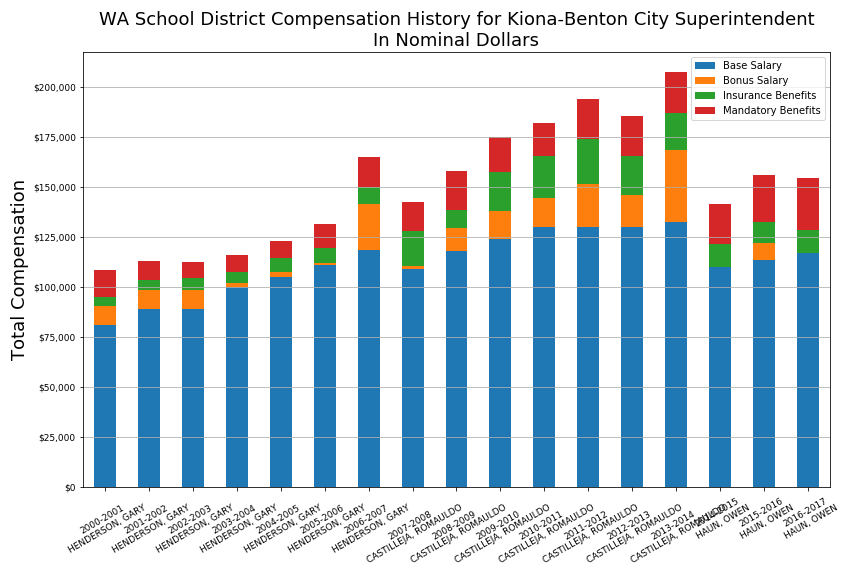 WA School District Compensation History for Kiona-Benton City Superintendent
In Nominal Dollars
Base Salary
Bonus Salary
Insurance Benefits
Mandatory Benefits
Total Compensation
$200,000
$175,000
$150,000
$125,000
$100,000
$75,000
$50,000
$25,000
$0
2000-2001
HENDERSON, GARY
2001-2002
HENDERSON, GARY
2002-2003
HENDERSON, GARY
2003-2004
HENDERSON, GARY
2004-2005
HENDERSON, GARY
2005-2006
HENDERSON, GARY
2006-2007
HENDERSON, GARY
2007-2008
CASTILLEJA, ROMAULDO
2008-2009
CASTILLEJA, ROMAULDO
2009-2010
CASTILLEJA, ROMAULDO
2010-2011
CASTILLEJA, ROMAULDO
2011-2012
CASTILLEJA, ROMAULDO
2012-2013
CASTILLEJA, ROMAULDO
2013-2014
CASTILLEJA, ROMAULDO
2014-2015
HAUN, OWEN
2015-2016
HAUN, OWEN
2016-2017
HAUN, OWEN